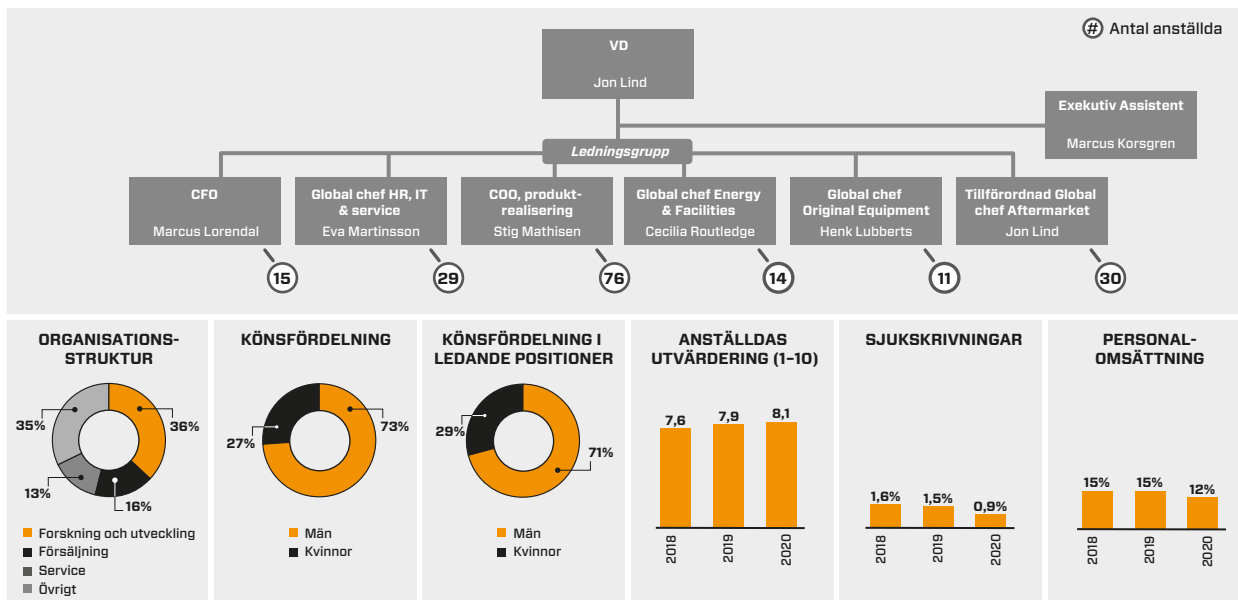 # Antal anställda
VD
Jon Lind
Exekutiv Assistent
Marcus Korsgren
Ledningsgrupp
CFO
Marcus Lorendal
15
Global chef HR, IT
& service
Eva Martinsson
29
COO, produkt-
realisering
Stig Mathisen
76
Global chef Energy
& Facilities
Cecilia Routledge
14
Global chef
Original Equipment
Henk Lubberts
11
Tillförordnad Global
chef Aftermarket
Jon Lind
30
ORGANISATIONS-
STRUKTUR
35%
36%
13%
16%
Forskning och utveckling
Försäljning
Service
Övrigt
KÖNSFÖRDELNING
27%
73%
Män
Kvinnor
KÖNSFÖRDELNING I
LEDANDE POSITIONER
29%
71%
Män
Kvinnor
ANSTÄLLDAS
UTVÄRDERING (1–10)
7,6
7,9
8,1
2018
2019
2020
SJUKSKRIVNINGAR
1,6%
1,5%
0,9%
2018
2019
2020
PERSONAL-
OMSÄTTNING
15%
15%
12%
2018
2019
2020